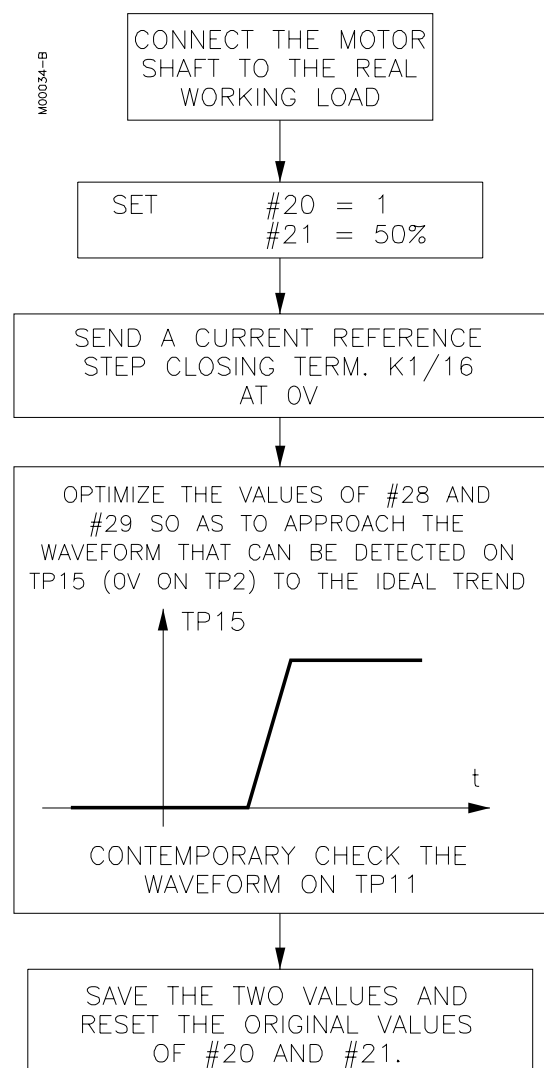 M00034-B
CONNECT THE MOTOR
SHAFT TO THE REAL
WORKING LOAD
SET #20 = 1
#21 = 50%
SEND A CURRENT REFERENCE
STEP CLOSING TERM. K1/16
AT 0V
OPTIMIZE THE VALUES OF #28 AND
#29 SO AS TO APPROACH THE
WAVEFORM THAT CAN BE DETECTED ON
TP15 (0V ON TP2) TO THE IDEAL TREND
TP15
t
CONTEMPORARY CHECK THE
WAVEFORM ON TP11
SAVE THE TWO VALUES AND
RESET THE ORIGINAL VALUES
OF #20 AND #21.